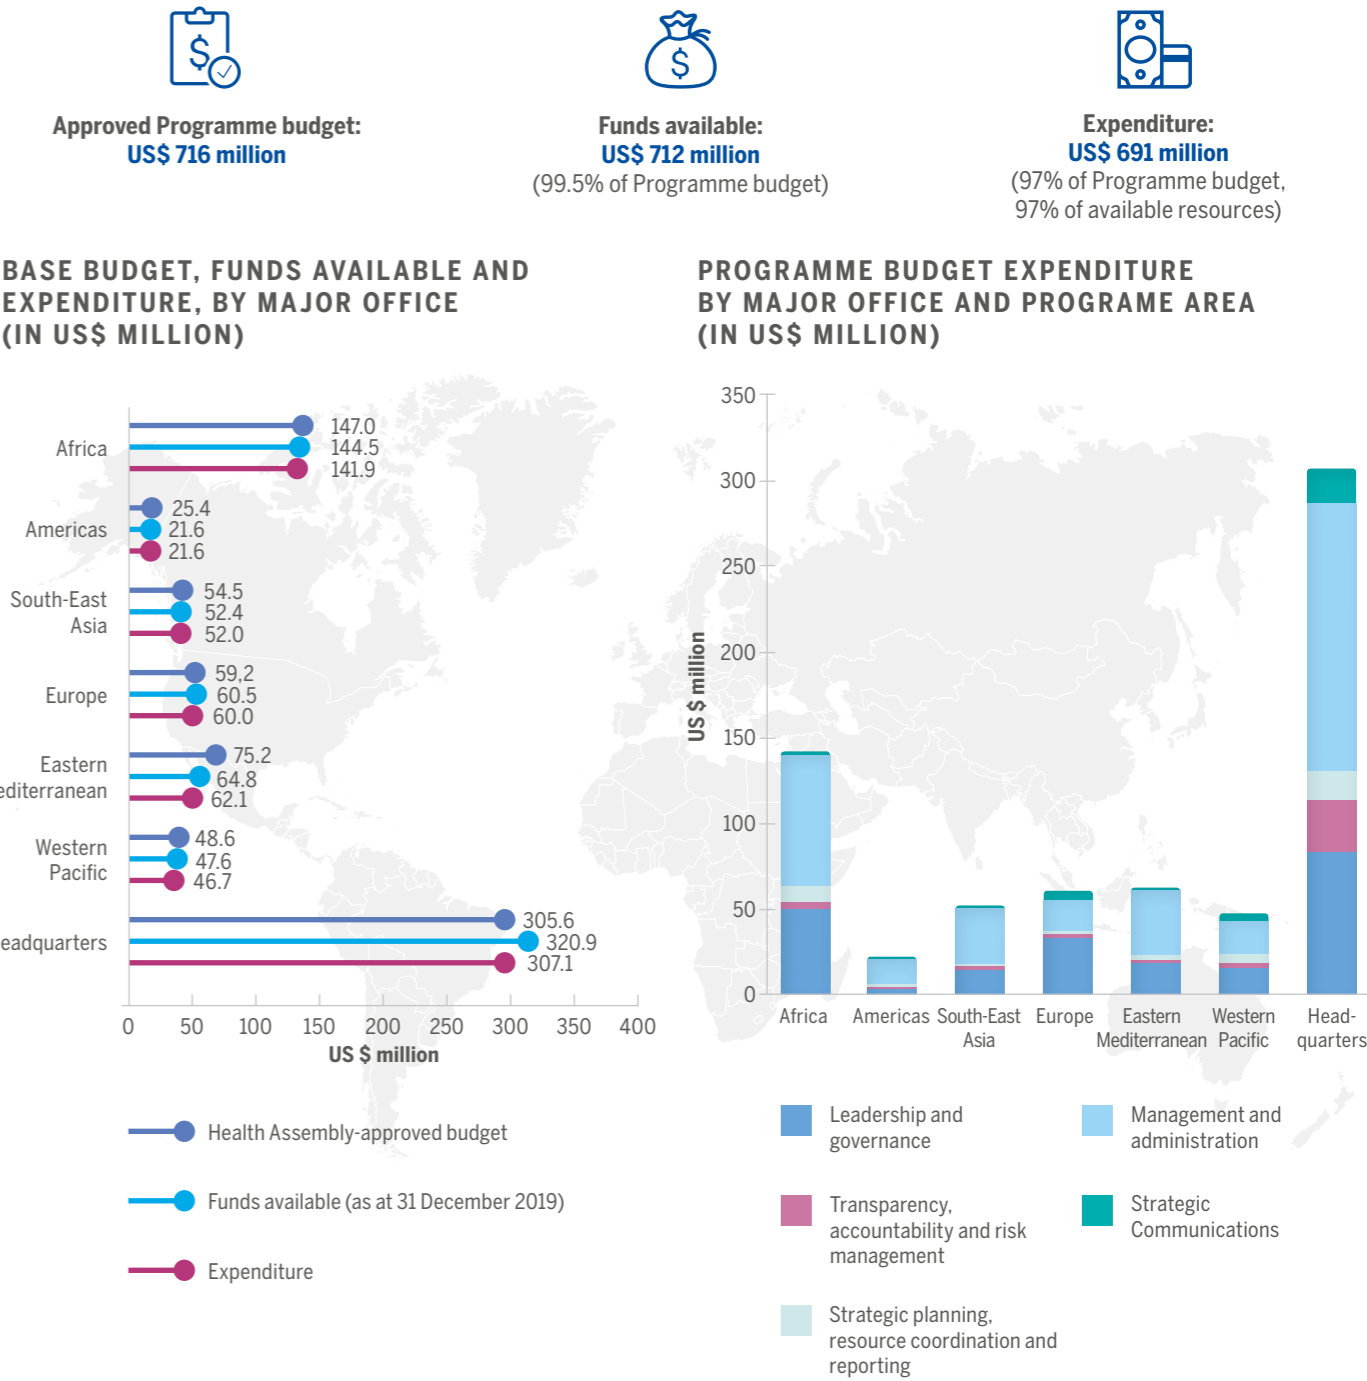 Approved Programme budget:
US$ 716 million
Funds available:
US$ 712 million
(99.5% of Programme budget)
Expenditure:
US$ 691 million
(97% of Programme budget,
97% of available resources)
BASE BUDGET, FUNDS AVAILABLE AND
EXPENDITURE, BY MAJOR OFFICE
(IN US$ MILLION)
Africa
147.0
144.5
141.9
Americas
25.4
21.6
21.6
South-East
Asia
54.5
52.4
52.0
Europe
59,2
60.5
60.0
Eastern
editerranean
75.2
64.8
62.1
Western
Pacific
48.6
47.6
46.7
eadquarters
305.6
320.9
307.1
0 50 100 150 200 250 300 350 400
US $ million
Health Assembly-approved budget
Funds available (as at 31 December 2019)
Expenditure
PROGRAMME BUDGET EXPENDITURE
BY MAJOR OFFICE AND PROGRAME AREA
(IN US$ MILLION)
US $ million
350
300
250
200
150
100
50
0
Africa
Americas
South-East
Asia
Europe
Eastern
Mediterranean
Western
Pacific
Head-
quarters
Leadership and
governance
Transparency,
accountability and risk
management
Strategic planning,
resource coordination and
reporting
Management and
administration
Strategic
Communications